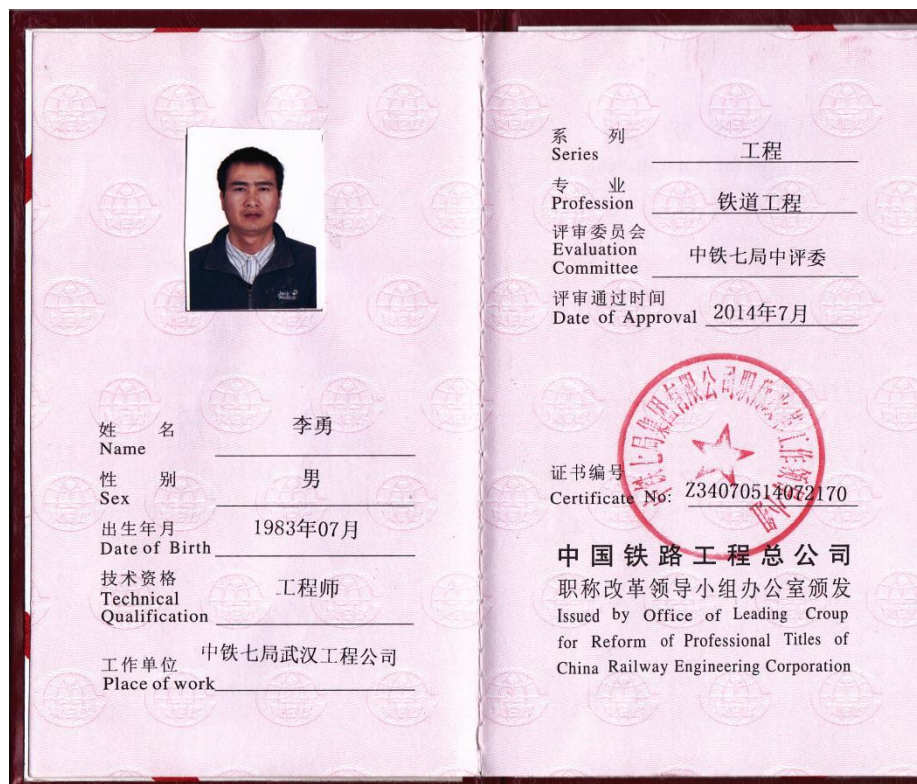 姓 名 李勇
Name
性 别 男
Sex
出生年月 1983年07月
Date of Birth
技术资格 工程师
Technical
Qualification
工作单位 中铁七局武汉工程公司
Place of work
系 列 工程
Series
专 业 铁道工程
Profession
评审委员会
Evaluation 中铁七局中评委
Committee
评审通过时间
Date of Approval 2014年7月
证书编号
Certificate No: Z34070514072170
中国铁路工程总公司
职称改革领导小组办公室颁发
Issued by Office of Leading Croup
for Reform of Professional Titles of
China Railway Engineering Corporation